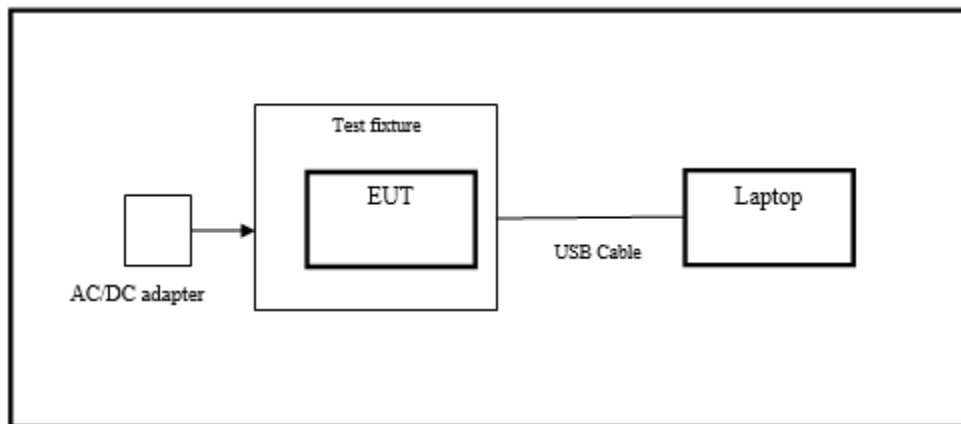 Test fixture
EUT
Laptop
USB Cable
AC/DC adapter